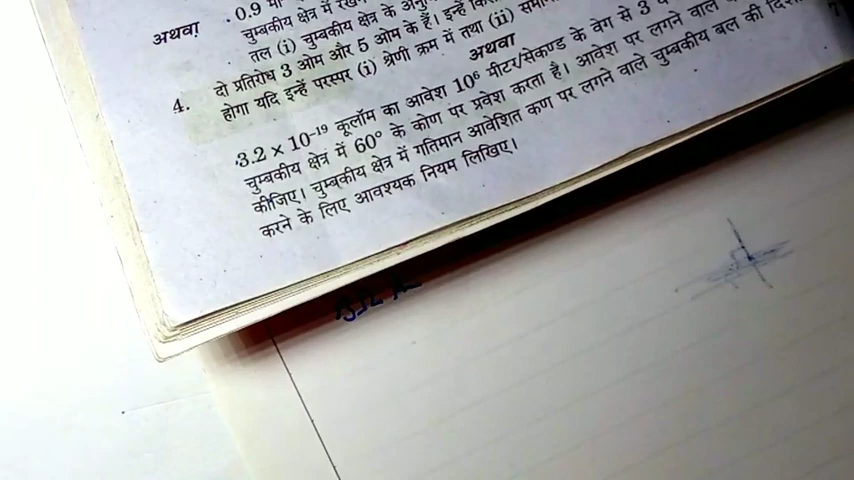 0.9
अथवा चुम्बकीय क्षेत्र में रखने
तल (i) चुम्बकीय क्षेत्र के
4. दो प्रतिरोध 3 ओम और 5 ओम के हैं। इन्हें
होगा यदि इन्हें परस्पर (i) श्रेणी क्रम में तथा (ii)
अथवा
3.2 × 10⁻¹⁹ कूलॉम का आवेश 10⁶ मीटर/सेकण्ड के वेग से 3
चुम्बकीय क्षेत्र में 60° के कोण पर प्रवेश करता है। आवेश पर लगने वाले
कीजिए। चुम्बकीय क्षेत्र में गतिमान आवेशित कण पर लगने वाले चुम्बकीय बल की
करने के लिए आवश्यक नियम लिखिए।